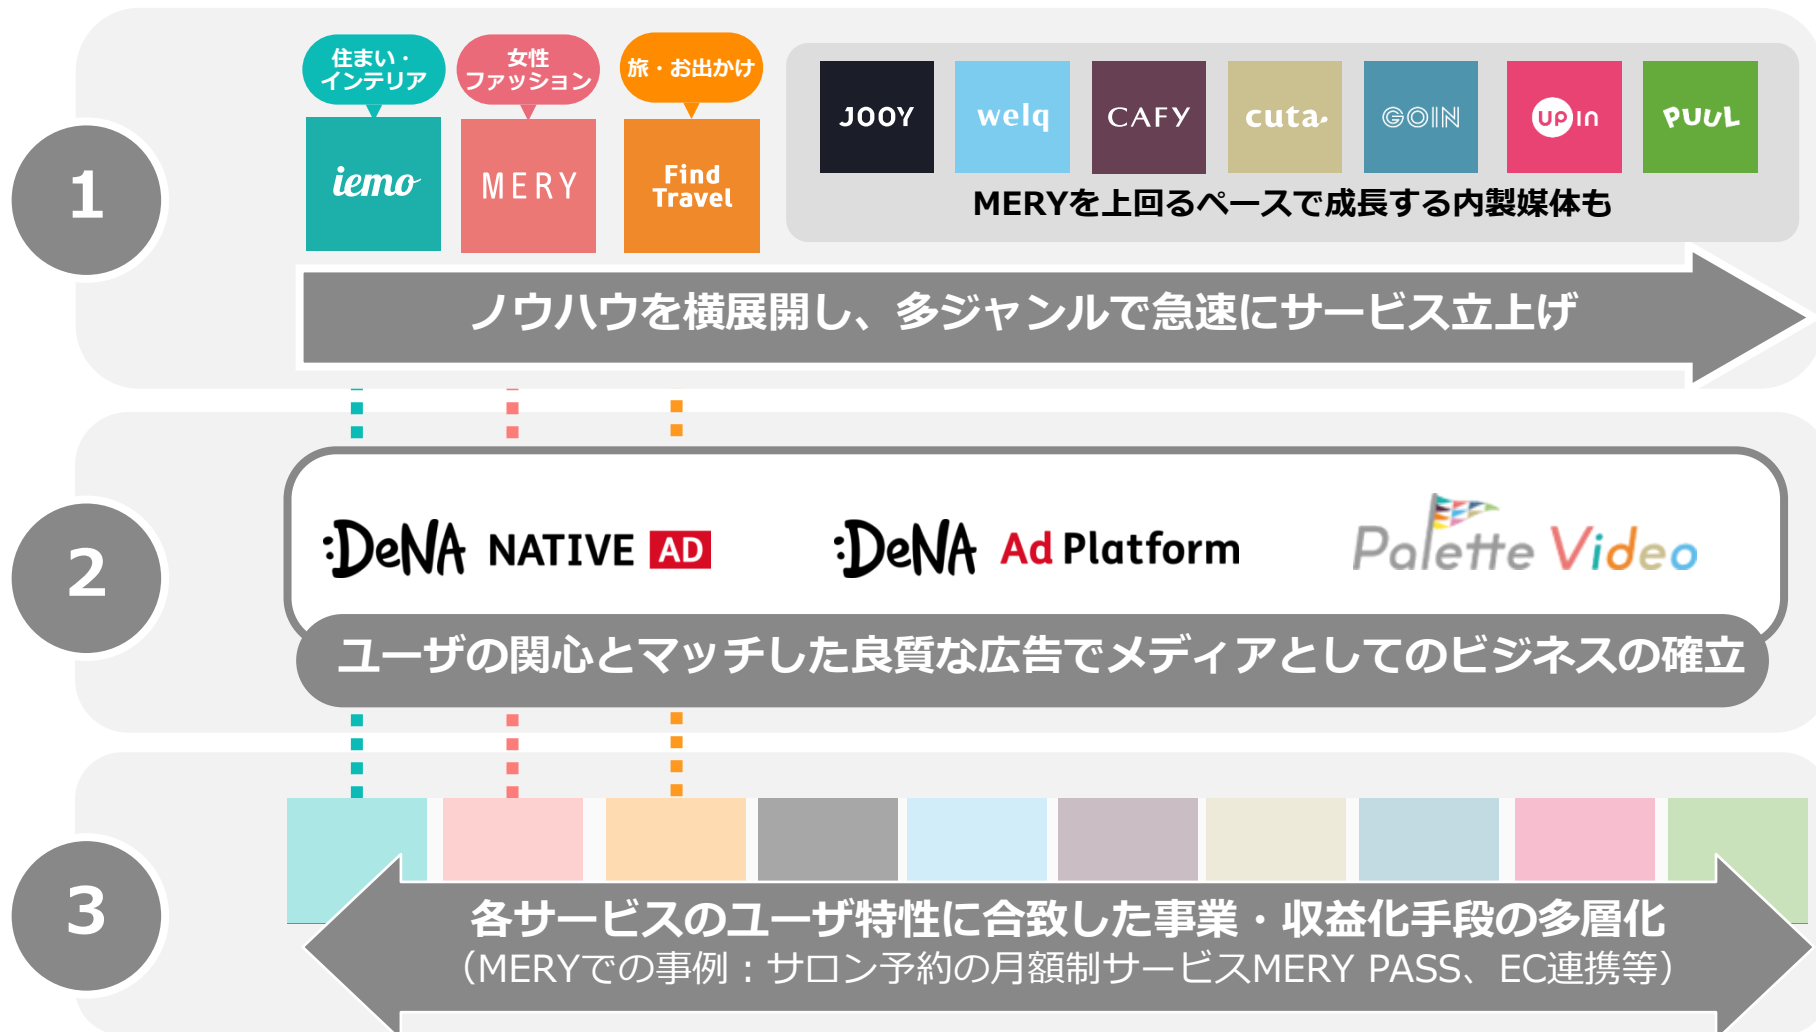 1
住まい・
インテリア
女性
ファッション
旅・お出かけ
iemo
MERY
Find
Travel
JOOY
welq
CAFY
cuta
GOIN
UPIN
PUUL
MERYを上回るペースで成長する内製媒体も
ノウハウを横展開し、多ジャンルで急速にサービス立上げ
2
:DeNA NATIVE AD
:DeNA Ad Platform
Palette Video
ユーザの関心とマッチした良質な広告でメディアとしてのビジネスの確立
3
各サービスのユーザ特性に合致した事業・収益化手段の多層化
（MERYでの事例：サロン予約の月額制サービスMERY PASS、EC連携等）